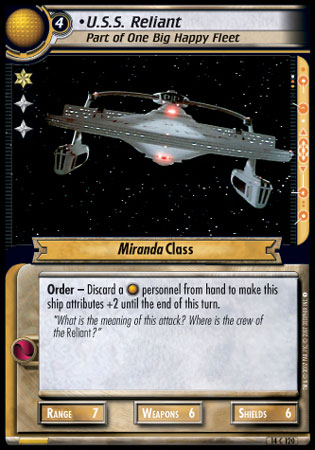 4
•U.S.S. Reliant
Part of One Big Happy Fleet
Miranda Class
Order – Discard a personnel from hand to make this
ship attributes +2 until the end of this turn.
"What is the meaning of this attack? Where is the crew of
the Reliant?"
Range 7 Weapons 6 Shields 6
14 C 120